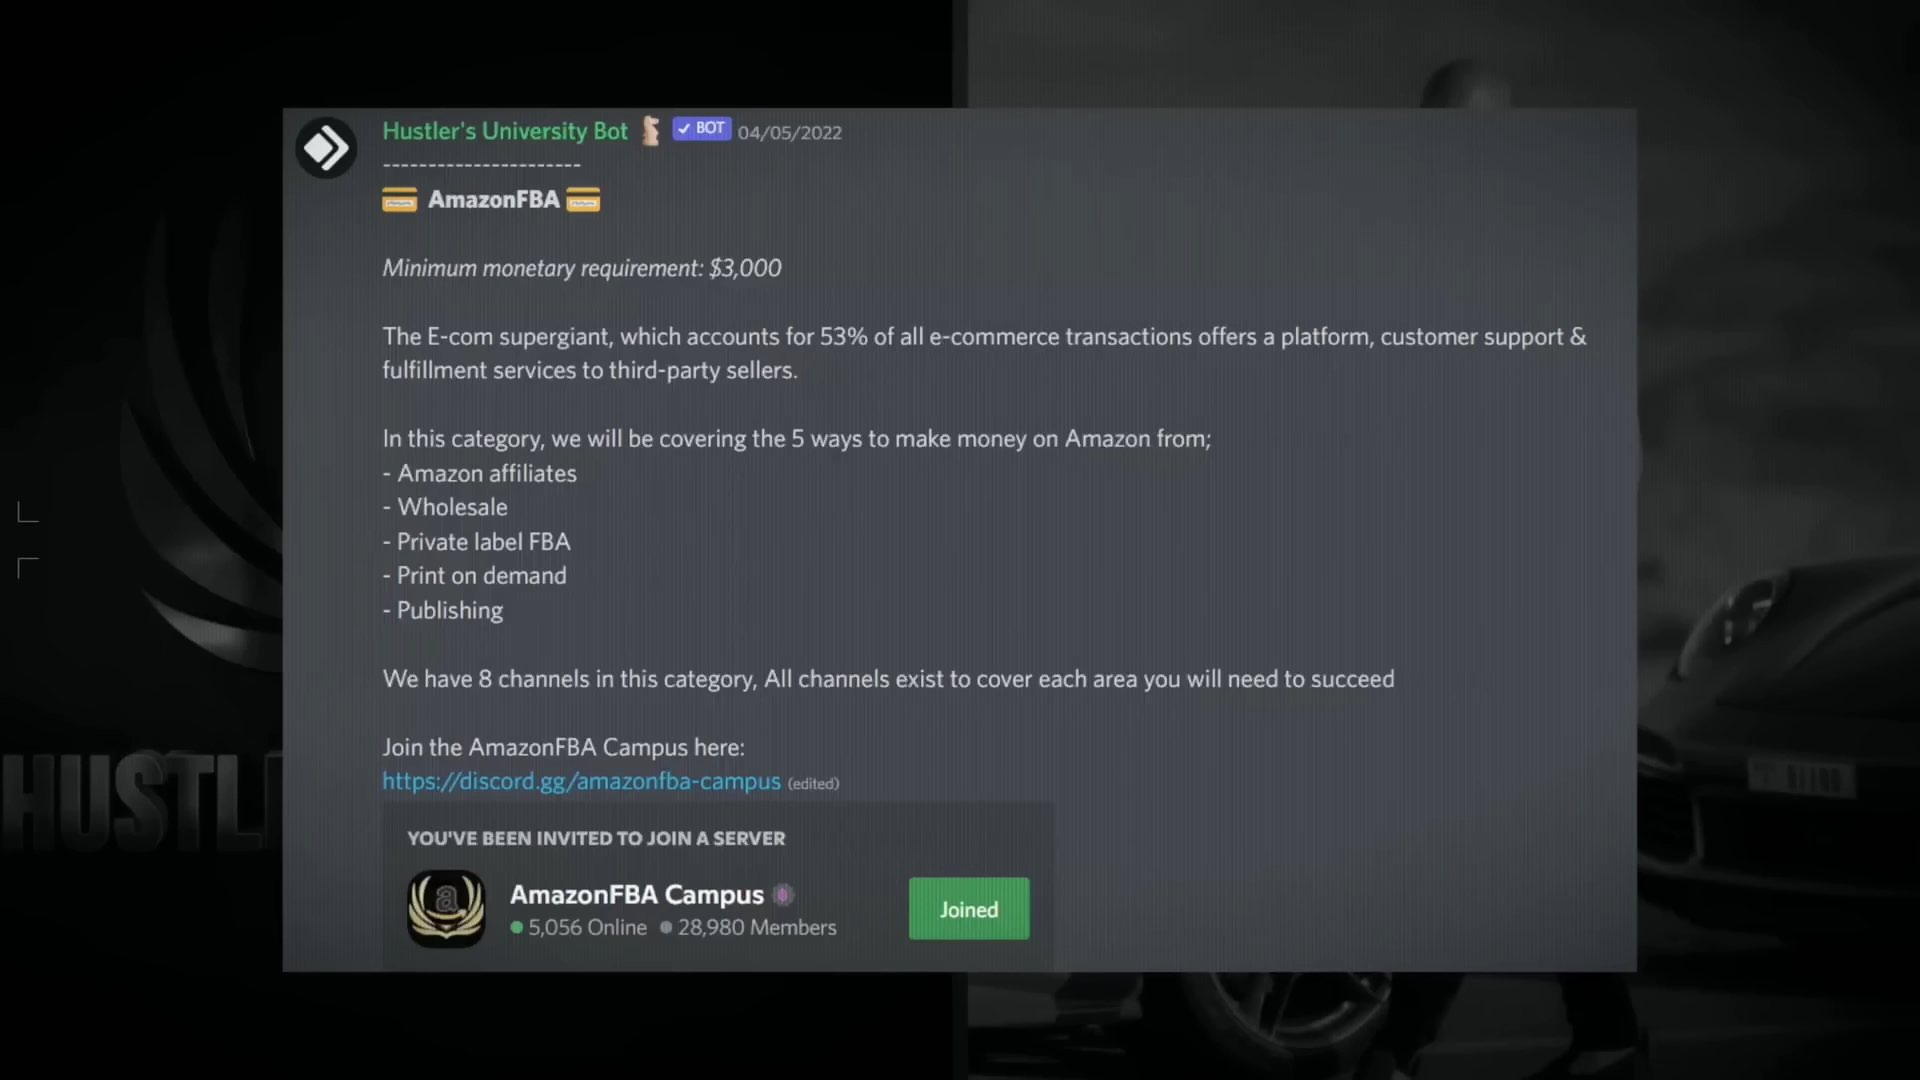 Hustler's University Bot BOT 04/05/2022
----------------------
AmazonFBA
Minimum monetary requirement: $3,000
The E-com supergiant, which accounts for 53% of all e-commerce transactions offers a platform, customer support &
fulfillment services to third-party sellers.
In this category, we will be covering the 5 ways to make money on Amazon from;
- Amazon affiliates
- Wholesale
- Private label FBA
- Print on demand
- Publishing
We have 8 channels in this category, All channels exist to cover each area you will need to succeed
Join the AmazonFBA Campus here:
https://discord.gg/amazonfba-campus (edited)
YOU'VE BEEN INVITED TO JOIN A SERVER
AmazonFBA Campus
5,056 Online 28,980 Members
Joined
HUSTL